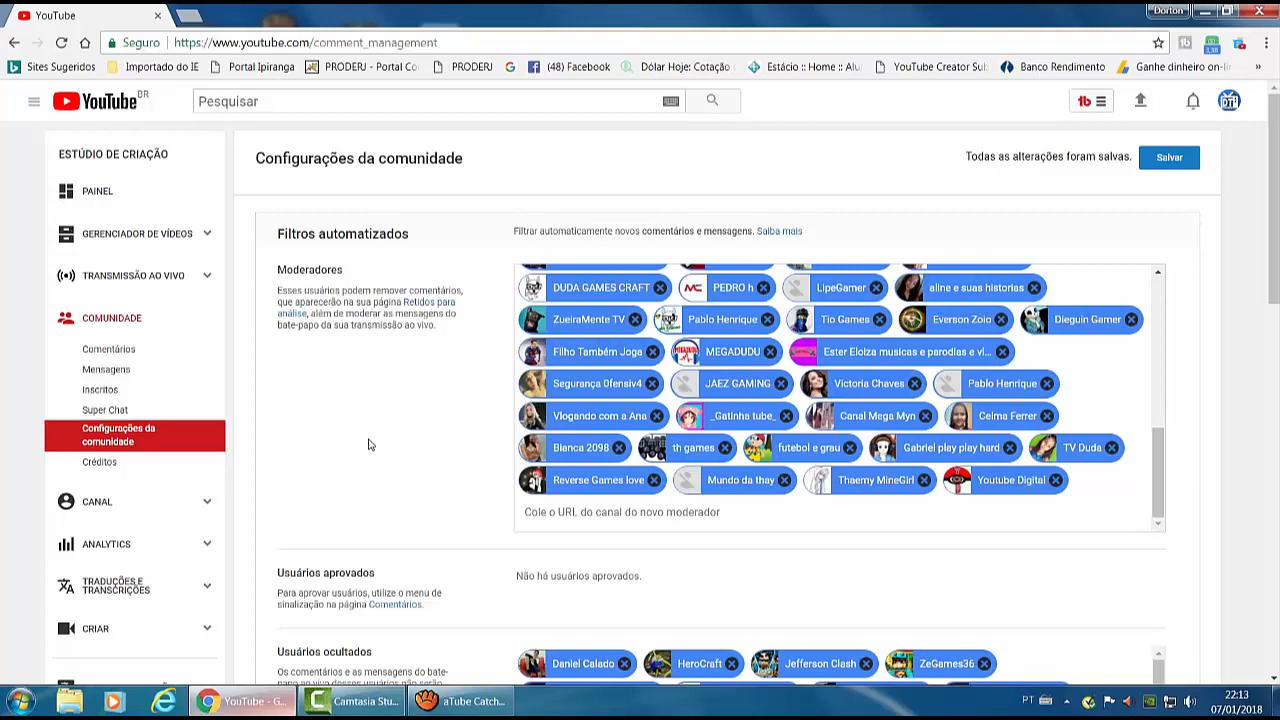 YouTube
Dorton
Seguro
https://www.youtube.com/comment_management
Sites Sugeridos
Importado do IE
Portal Ipiranga
PRODERJ - Portal Co
PRODERJ
(48) Facebook
Dólar Hoje: Cotação
Estácio :: Home :: Alu
YouTube Creator Stu
Banco Rendimento
Ganhe dinheiro on-li
»
YouTube BR
Pesquisar
ESTÚDIO DE CRIAÇÃO
PAINEL
GERENCIADOR DE VÍDEOS
TRANSMISSÃO AO VIVO
COMUNIDADE
Comentários
Mensagens
Inscritos
Super Chat
Configurações da
comunidade
Créditos
CANAL
ANALYTICS
TRADUÇÕES E
TRANSCRIÇÕES
CRIAR
Configurações da comunidade
Todas as alterações foram salvas.
Salvar
Filtros automatizados
Filtrar automaticamente novos comentários e mensagens. Saiba mais
Moderadores
Esses usuários podem remover comentários,
que aparecerão na sua página Retidos para
análise, além de moderar as mensagens do
bate-papo da sua transmissão ao vivo.
DUDA GAMES CRAFT
PEDRO h
LipeGamer
aline e suas historias
ZueiraMente TV
Pablo Henrique
Tio Games
Everson Zoio
Dieguin Gamer
Filho Também Joga
MEGADUDU
Ester Eloiza musicas e parodias e vl...
Segurança 0fensiv4
JAEZ GAMING
Victoria Chaves
Pablo Henrique
Vlogando com a Ana
_Gatinha tube_
Canal Mega Myn
Celma Ferrer
Bianca 2098
th games
futebol e grau
Gabriel play play hard
TV Duda
Reverse Games love
Mundo da thay
Thaemy MineGirl
Youtube Digital
Cole o URL do canal do novo moderador
Usuários aprovados
Não há usuários aprovados.
Para aprovar usuários, utilize o menu de
sinalização na página Comentários.
Usuários ocultados
Daniel Calado
HeroCraft
Jefferson Clash
ZeGames36
Os comentários e as mensagens do bate-
YouTube - G...
Camtasia Stu...
aTube Catch...
PT
22:13
07/01/2018